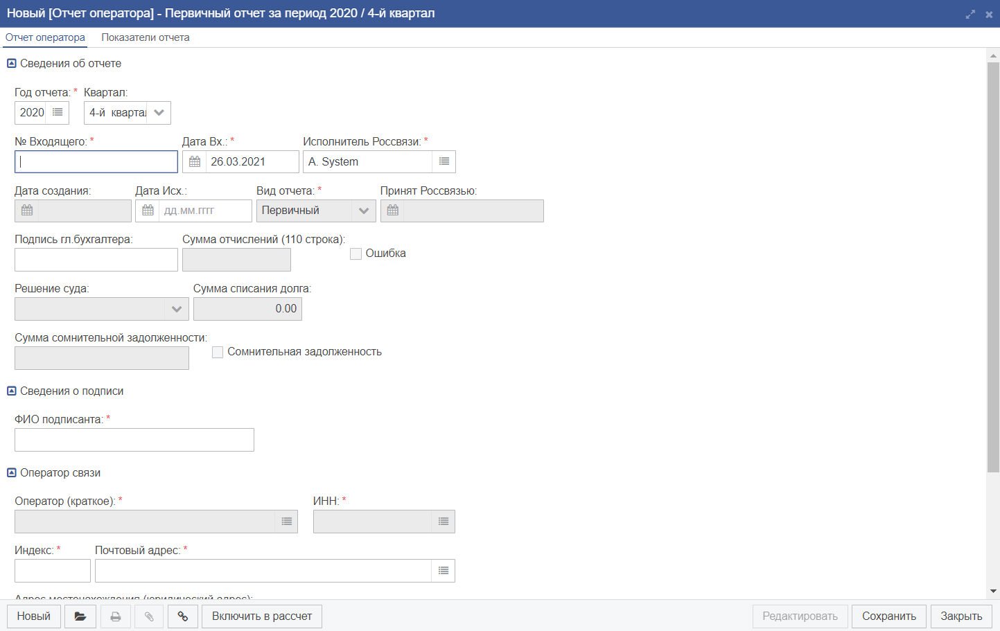 Новый [Отчет оператора] - Первичный отчет за период 2020 / 4-й квартал
Отчет оператора Показатели отчета
Сведения об отчете
Год отчета: * Квартал:
2020 4-й квартал
№ Входящего: * Дата Вх.: * Исполнитель Россвязи: *
26.03.2021 A. System
Дата создания: Дата Исх.: Вид отчета: * Принят Россвязью:
дд.мм.гггг Первичный
Подпись гл.бухгалтера: Сумма отчислений (110 строка):
Ошибка
Решение суда: Сумма списания долга:
0.00
Сумма сомнительной задолженности:
Сомнительная задолженность
Сведения о подписи
ФИО подписанта: *
Оператор связи
Оператор (краткое): * ИНН: *
Индекс: * Почтовый адрес: *
Адрес местонахождения (юридический адрес):
Новый Включить в рассчет Редактировать Сохранить Закрыть